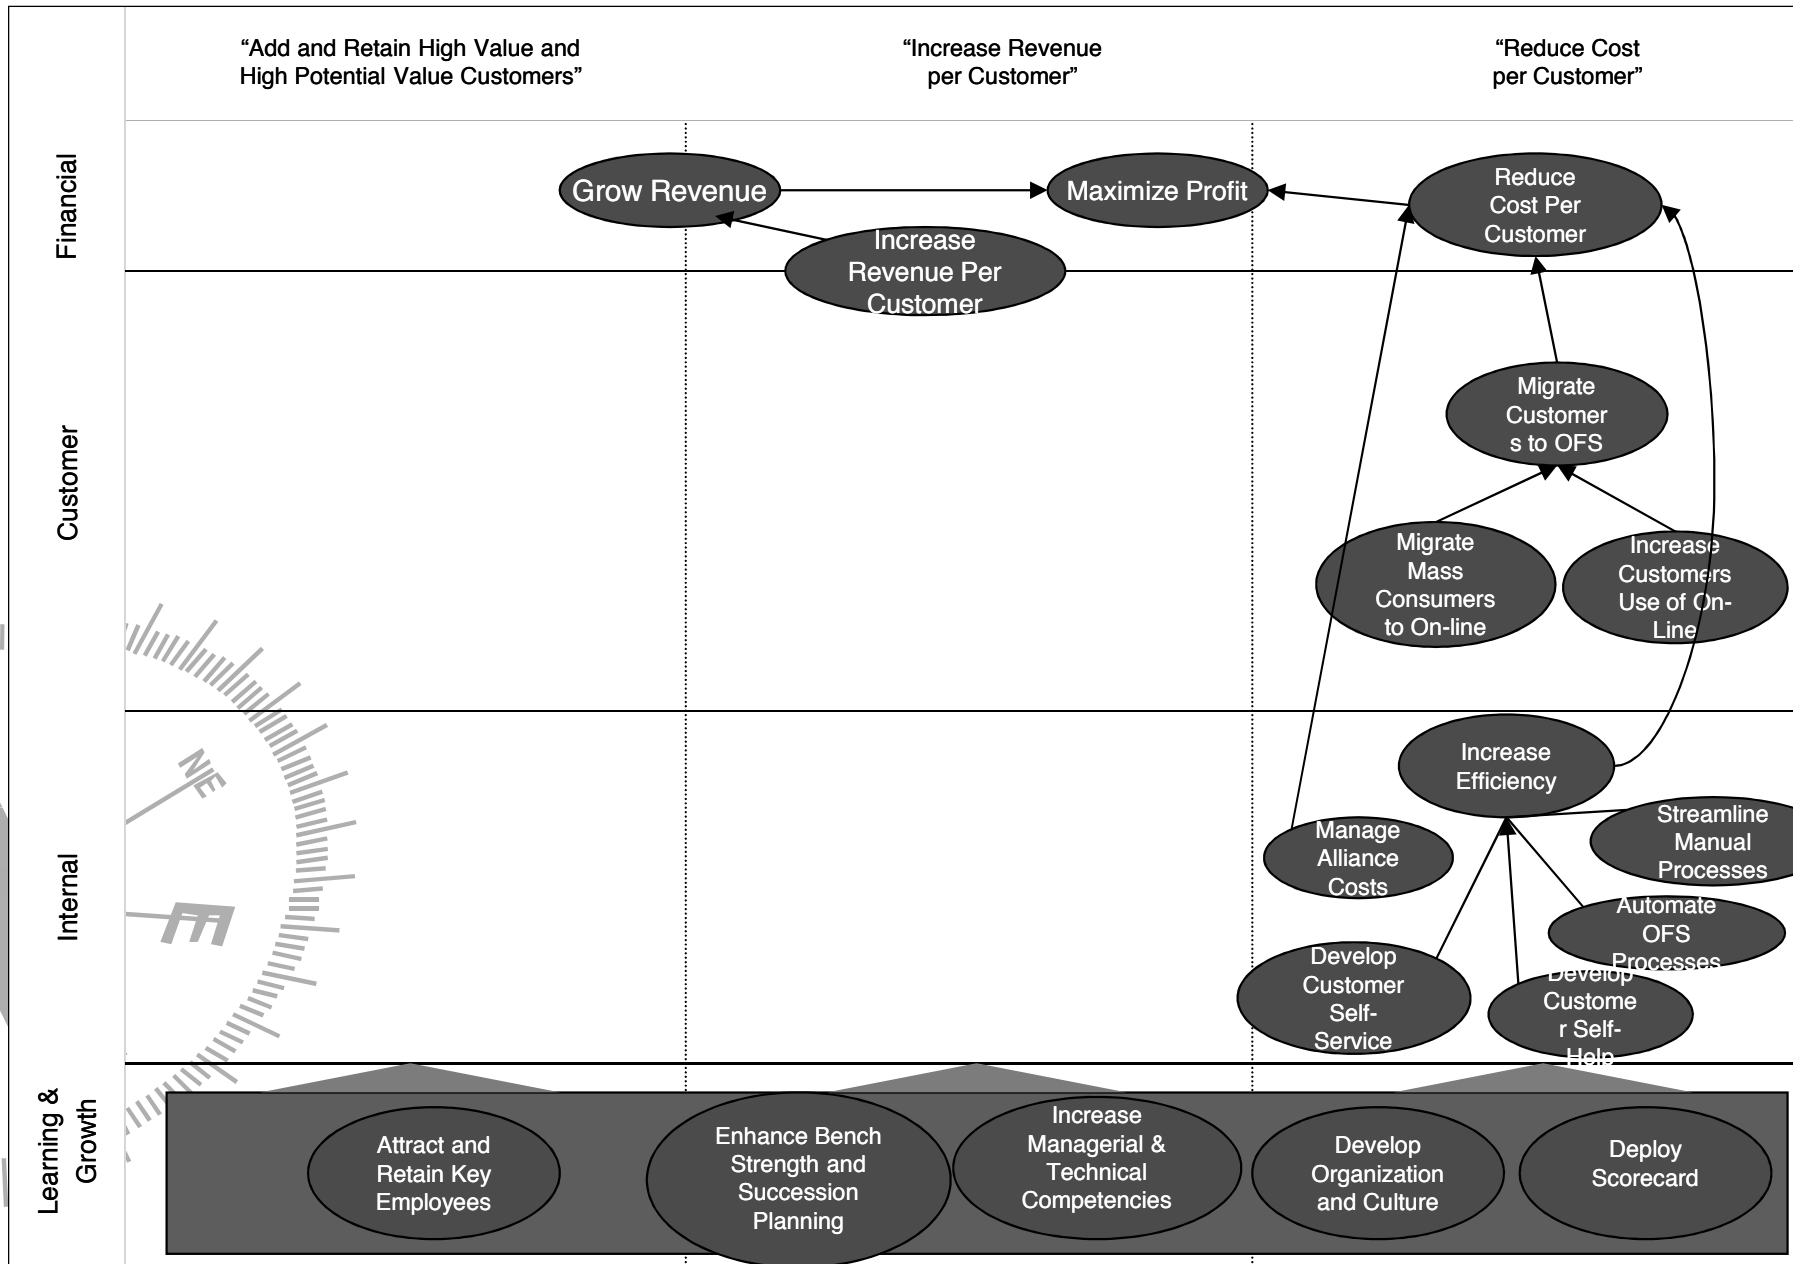 “Add and Retain High Value and
High Potential Value Customers”
“Increase Revenue
per Customer”
“Reduce Cost
per Customer”
Financial
Grow Revenue
Maximize Profit
Reduce
Cost Per
Customer
Increase
Revenue Per
Customer
Customer
Migrate
Customer
s to OFS
Migrate
Mass
Consumers
to On-line
Increase
Customers
Use of On-
Line
NE
E
Internal
Increase
Efficiency
Manage
Alliance
Costs
Streamline
Manual
Processes
Automate
OFS
Processes
Develop
Customer
Self-
Service
Develop
Custome
r Self-
Help
Learning &
Growth
Attract and
Retain Key
Employees
Enhance Bench
Strength and
Succession
Planning
Increase
Managerial &
Technical
Competencies
Develop
Organization
and Culture
Deploy
Scorecard